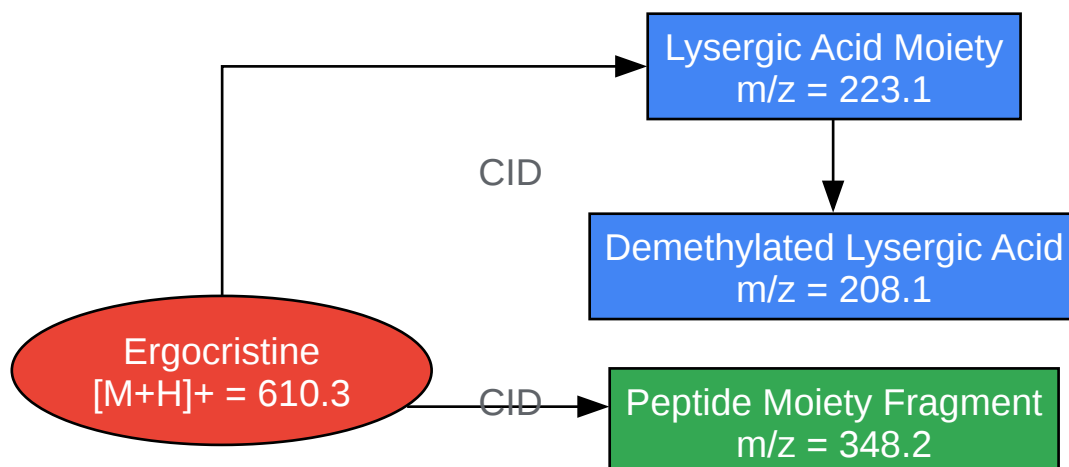 Lysergic Acid Moiety
m/z = 223.1
CID
Demethylated Lysergic Acid
m/z = 208.1
Ergocristine
[M+H]+ = 610.3
CID
Peptide Moiety Fragment
m/z = 348.2